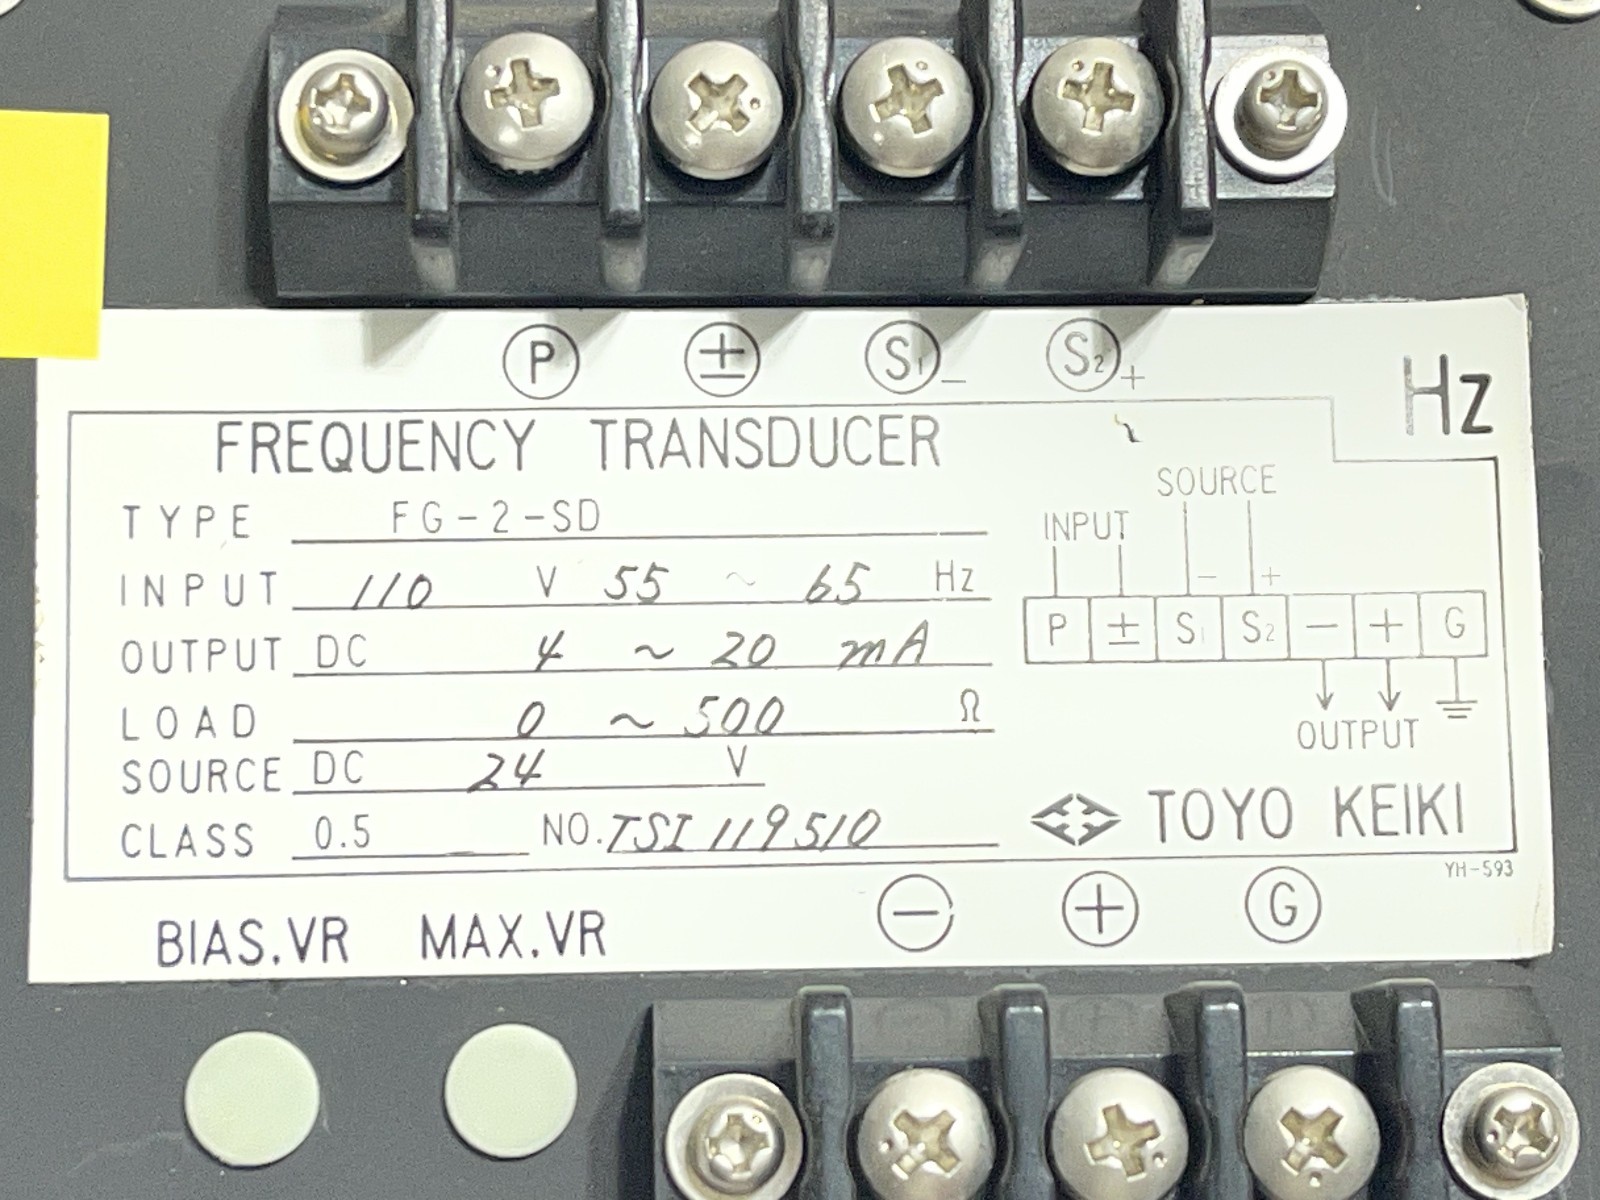 P ± S1 − S2 +
Hz
FREQUENCY TRANSDUCER
TYPE FG-2-SD
INPUT 110 V 55 ~ 65 Hz
OUTPUT DC 4 ~ 20 mA
LOAD 0 ~ 500 Ω
SOURCE DC 24 V
CLASS 0.5 NO. TSI 119510
SOURCE
INPUT
− +
P ± S1 S2 − + G
OUTPUT
TOYO KEIKI
YH-593
− + G
BIAS.VR MAX.VR